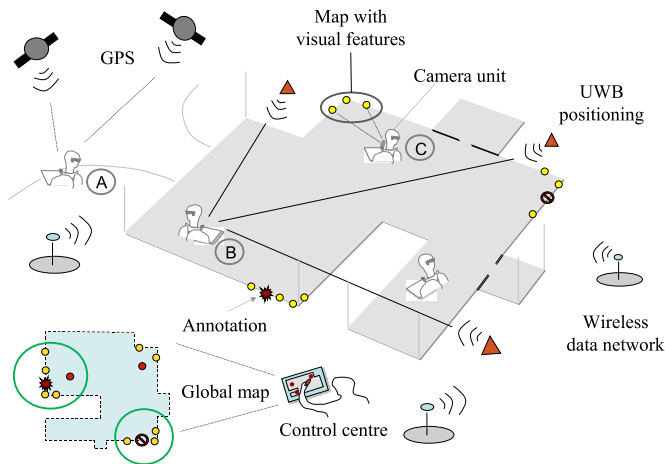 Map with
visual features
GPS
Camera unit
UWB
positioning
C
A
B
Annotation
Wireless
data network
Global map
Control centre